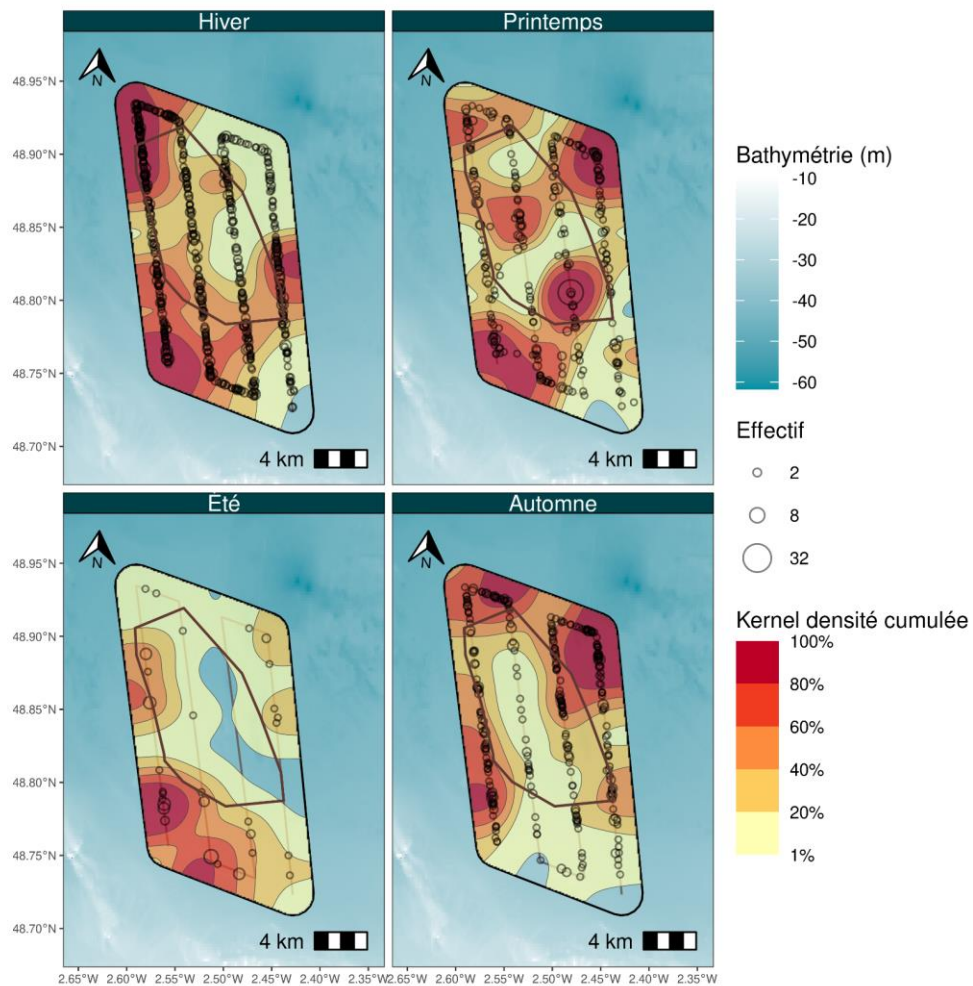 Hiver
Printemps
N
N
48.95°N
48.90°N
48.85°N
48.80°N
48.75°N
48.70°N
4 km
4 km
Été
Automne
N
N
48.95°N
48.90°N
48.85°N
48.80°N
48.75°N
48.70°N
4 km
4 km
2.65°W 2.60°W 2.55°W 2.50°W 2.45°W 2.40°W 2.35°W
2.65°W 2.60°W 2.55°W 2.50°W 2.45°W 2.40°W 2.35°W
Bathymétrie (m)
-10
-20
-30
-40
-50
-60
Effectif
2
8
32
Kernel densité cumulée
100%
80%
60%
40%
20%
1%